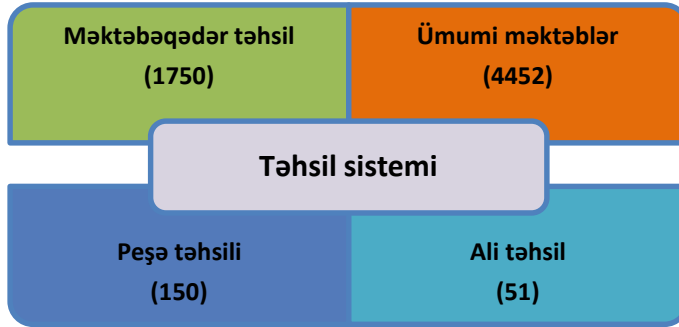 Məktəbəqədər təhsil
(1750)
Ümumi məktəblər
(4452)
Təhsil sistemi
Peşə təhsili
(150)
Ali təhsil
(51)